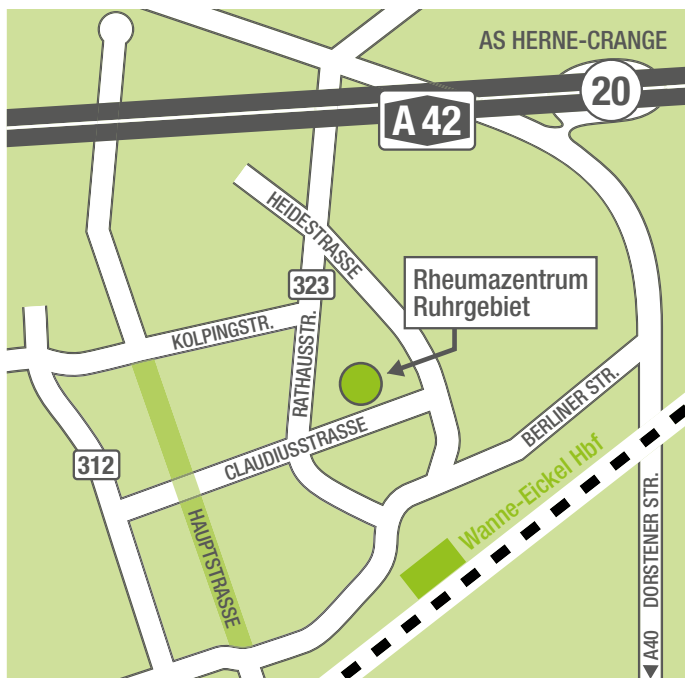 AS HERNE-CRANGE
20
A 42
HEIDESTRASSE
323
Rheumazentrum
Ruhrgebiet
KOLPINGSTR.
RATHAUSSTR.
BERLINER STR.
CLAUDIUSSTRASSE
312
Wanne-Eickel Hbf
HAUPTSTRASSE
DORSTENER STR.
◀ A40